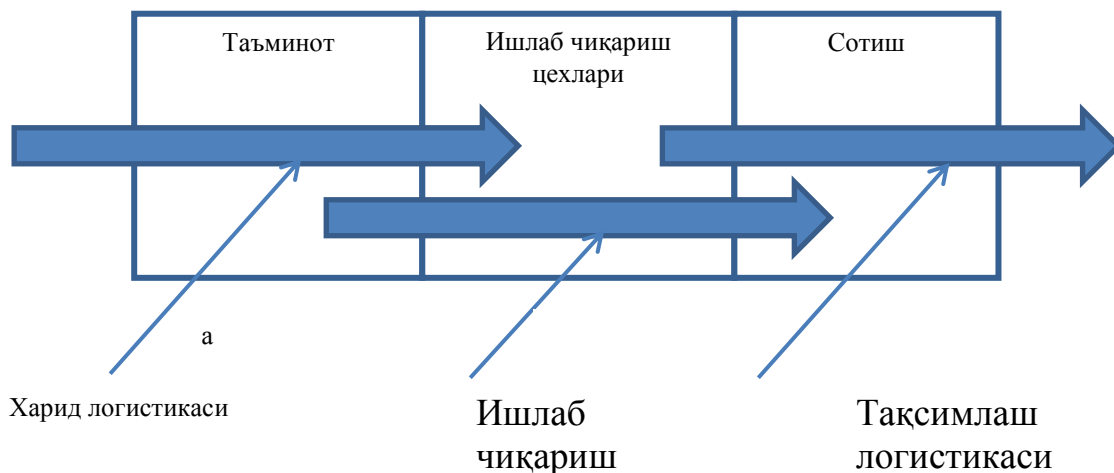 Таъминот
Ишлаб чиқариш
цехлари
Сотиш
а
Харид логистикаси
Ишлаб
чиқариш
Тақсимлаш
логистикаси